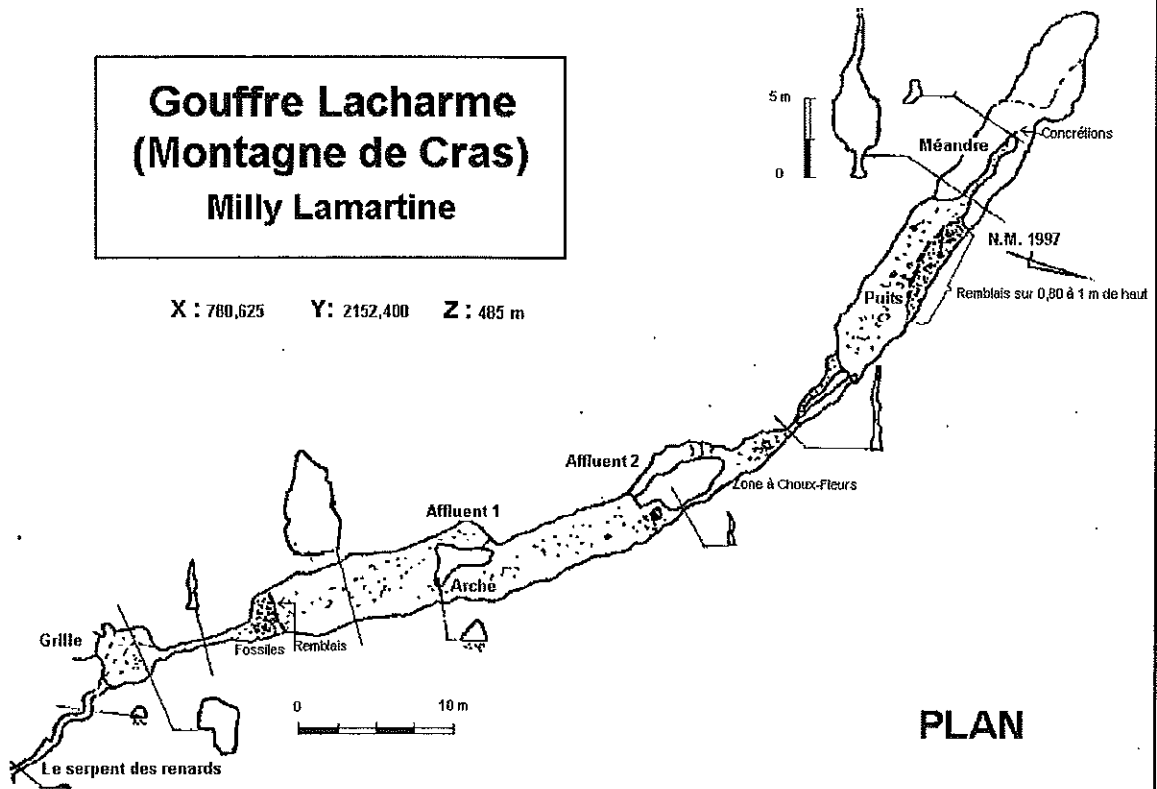 Gouffre Lacharme
(Montagne de Cras)
Milly Lamartine
X : 780,625 Y: 2152,400 Z : 485 m
5 m
0
Concrétions
Méandre
N.M. 1997
Puits
Remblais sur 0,80 à 1 m de haut
Affluent 2
Zone à Choux-Fleurs
Affluent 1
Arche
Grille
Fossiles
Remblais
0
10 m
Le serpent des renards
PLAN